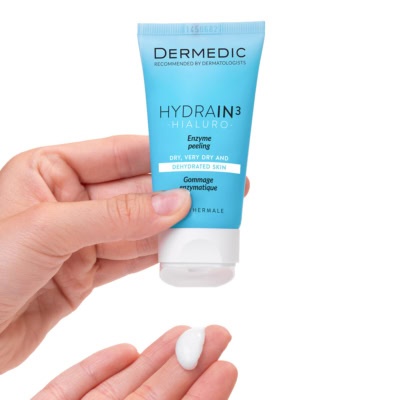 DERMEDIC
RECOMMENDED BY DERMATOLOGISTS
HYDRAIN³
HIALURO
Enzyme
peeling
DRY, VERY DRY AND
DEHYDRATED SKIN
Gommage
enzymatique
THERMALE